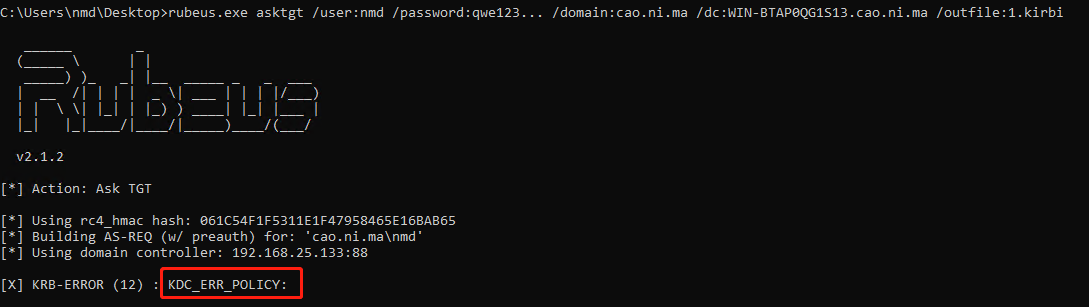 C:\Users\nmd\Desktop>rubeus.exe asktgt /user:nmd /password:qwe123... /domain:cao.ni.ma /dc:WIN-BTAP0QG1S13.cao.ni.ma /outfile:1.kirbi
Rubeus
v2.1.2
[*] Action: Ask TGT
[*] Using rc4_hmac hash: 061C54F1F5311E1F47958465E16BAB65
[*] Building AS-REQ (w/ preauth) for: 'cao.ni.ma\nmd'
[*] Using domain controller: 192.168.25.133:88
[X] KRB-ERROR (12) : KDC_ERR_POLICY: